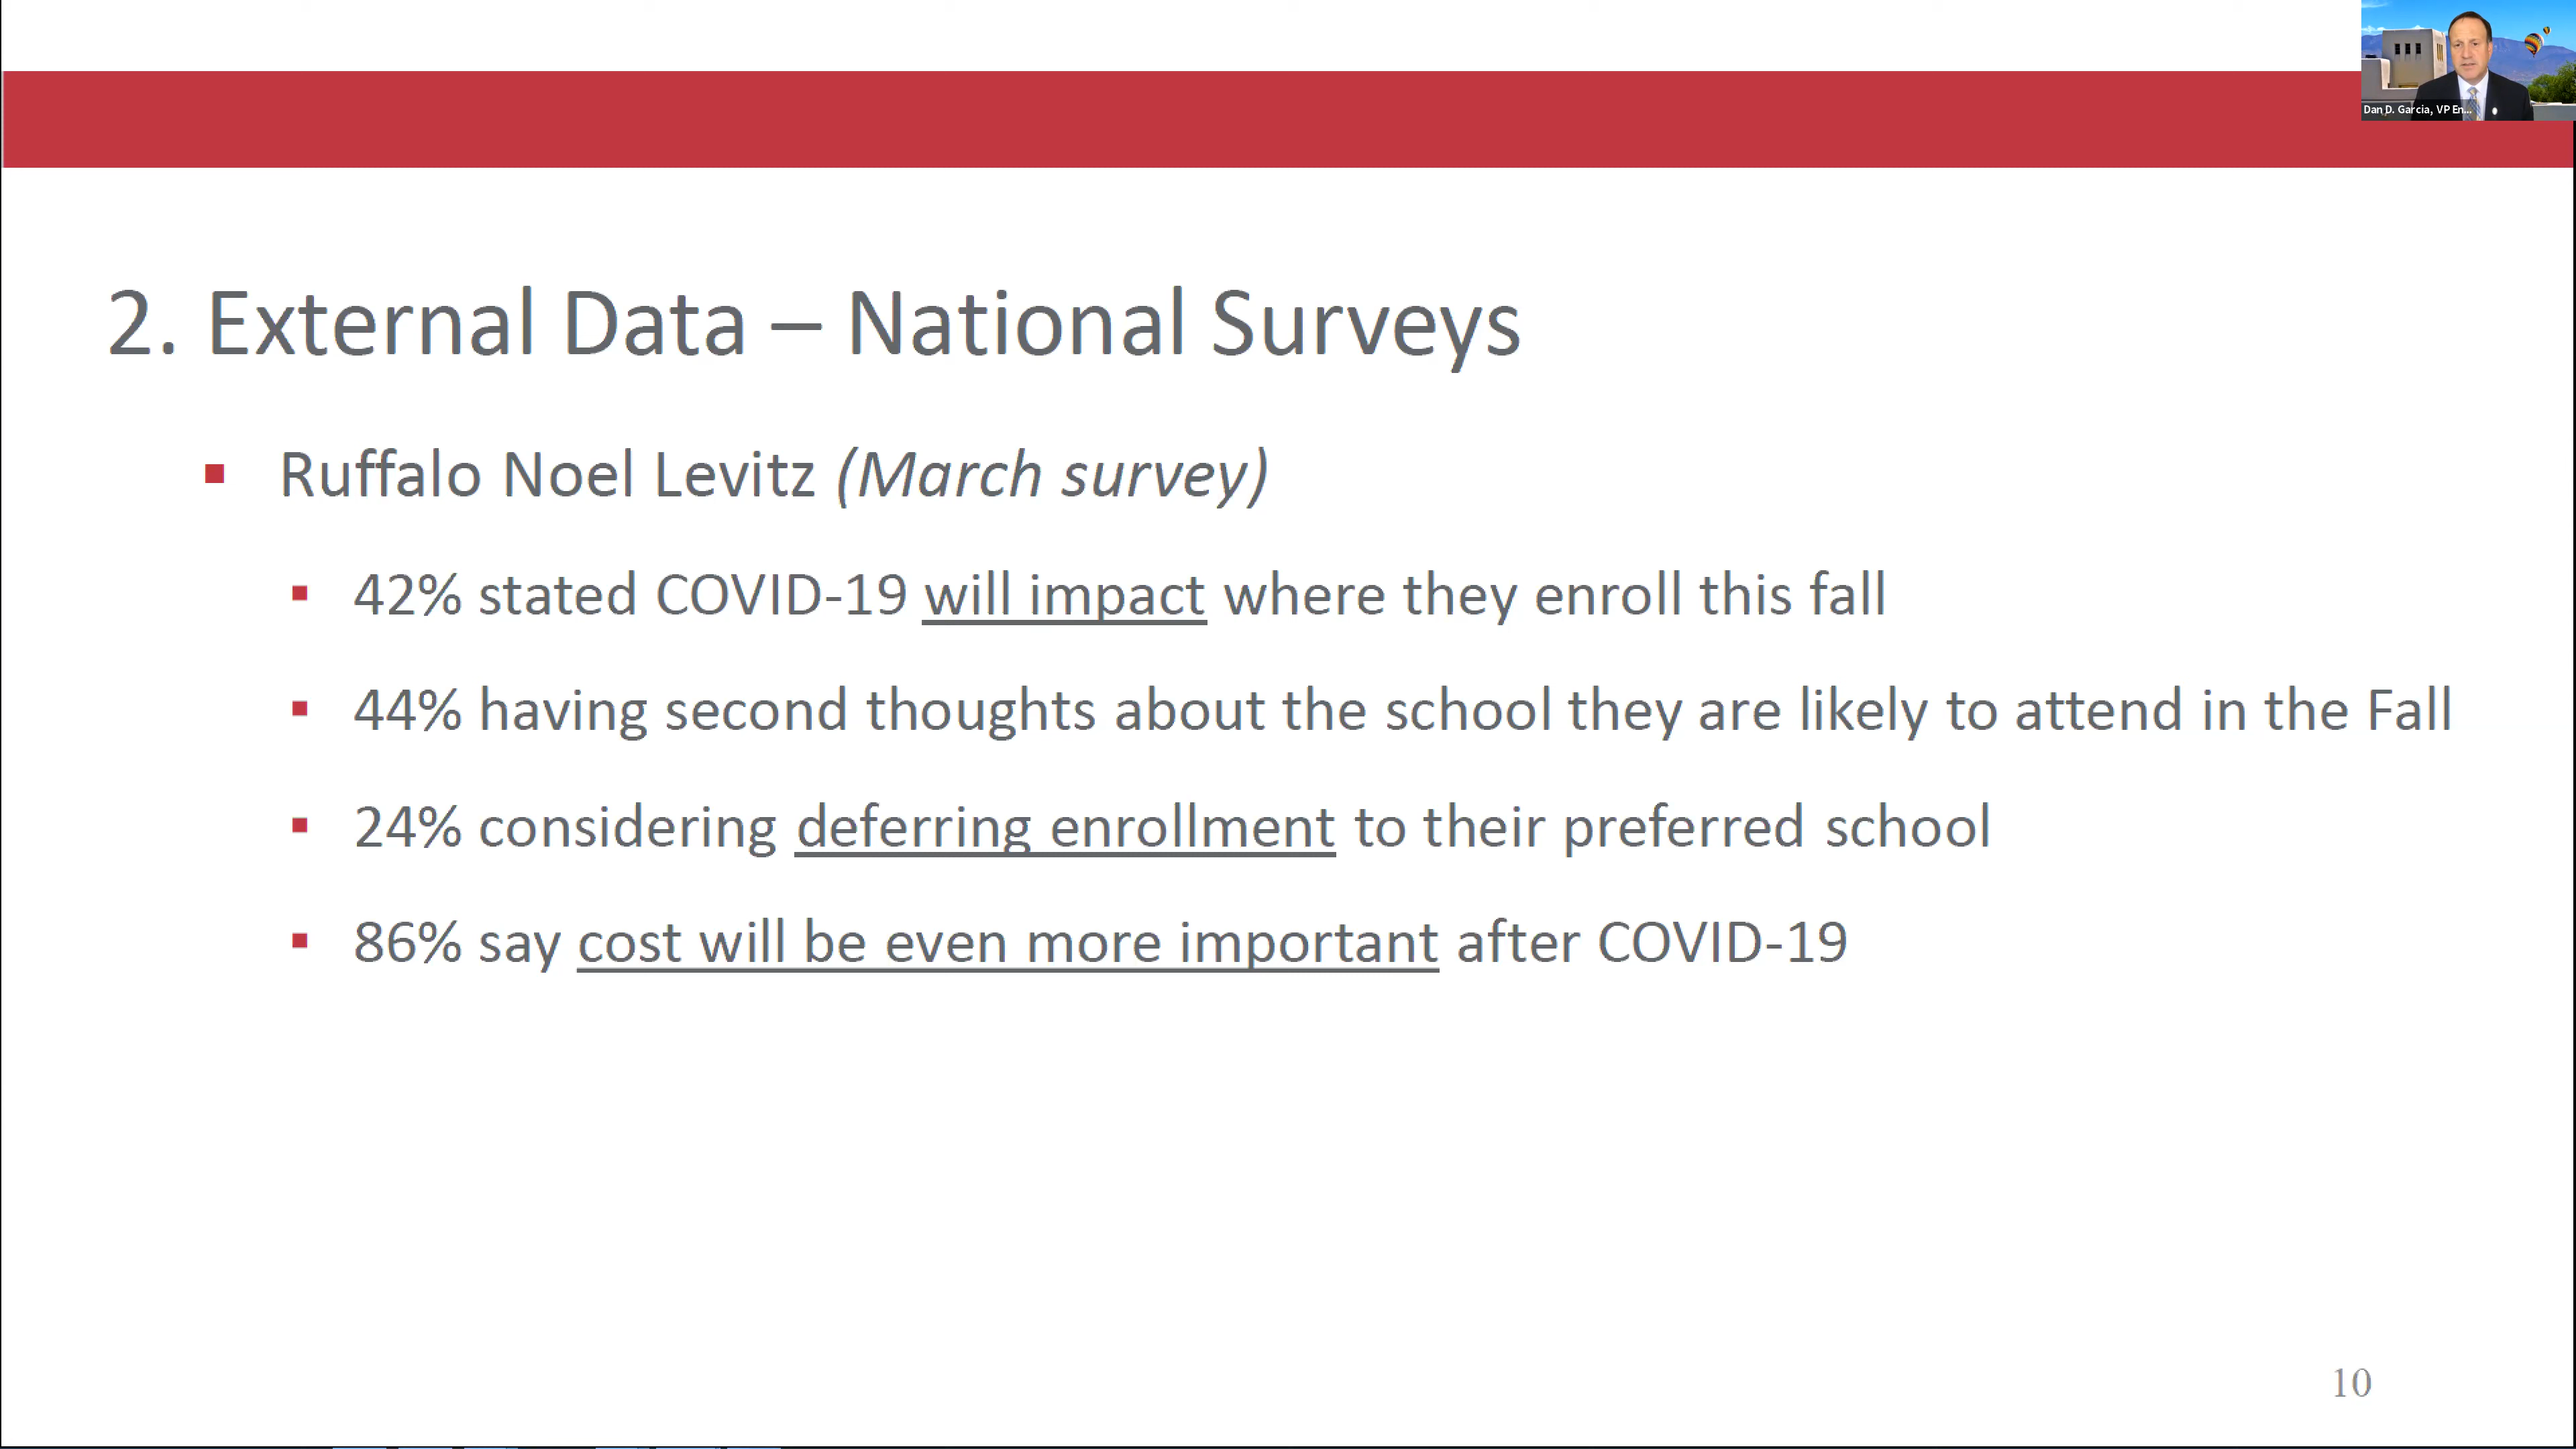 Dan D. Garcia, VP En...
2. External Data – National Surveys
Ruffalo Noel Levitz (March survey)
42% stated COVID-19 will impact where they enroll this fall
44% having second thoughts about the school they are likely to attend in the Fall
24% considering deferring enrollment to their preferred school
86% say cost will be even more important after COVID-19
10